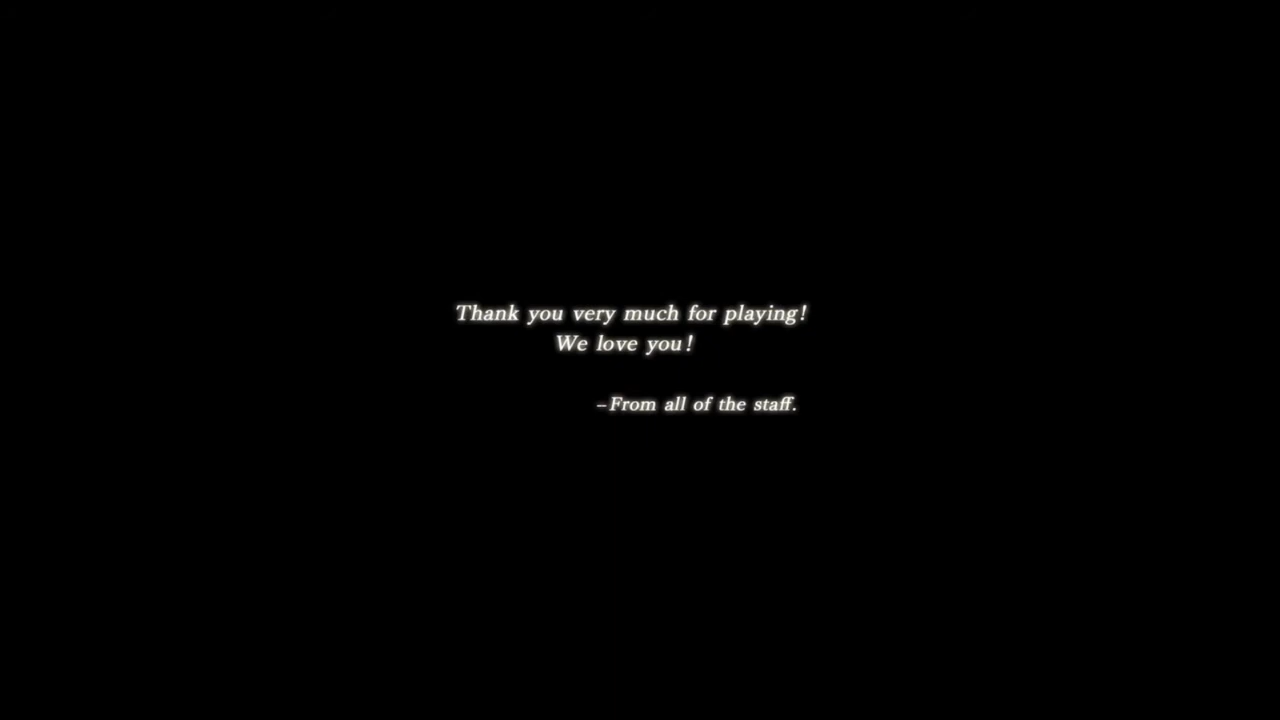 Thank you very much for playing!
We love you!
–From all of the staff.